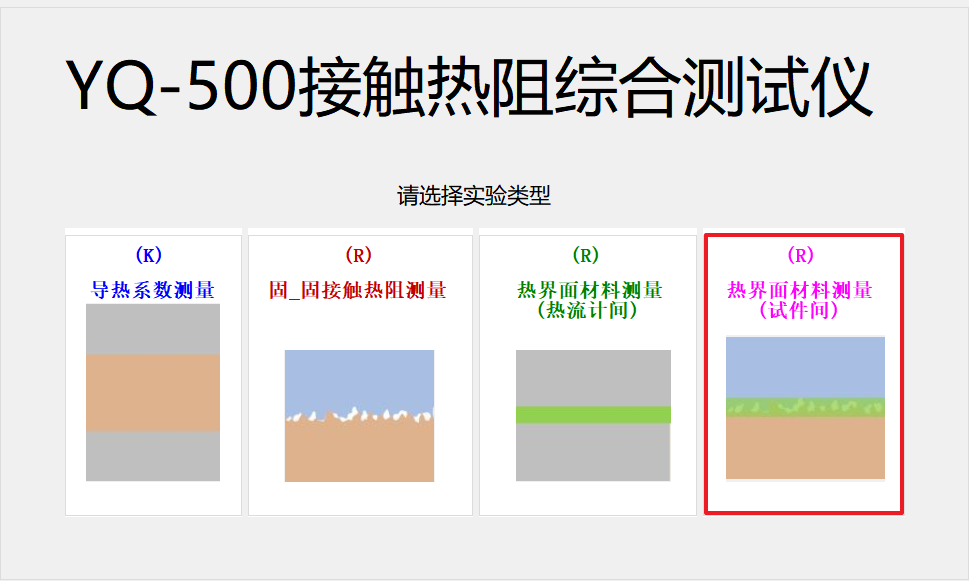 YQ-500接触热阻综合测试仪
请选择实验类型
(K)
导热系数测量
(R)
固_固接触热阻测量
(R)
热界面材料测量
(热流计间)
(R)
热界面材料测量
(试件间)